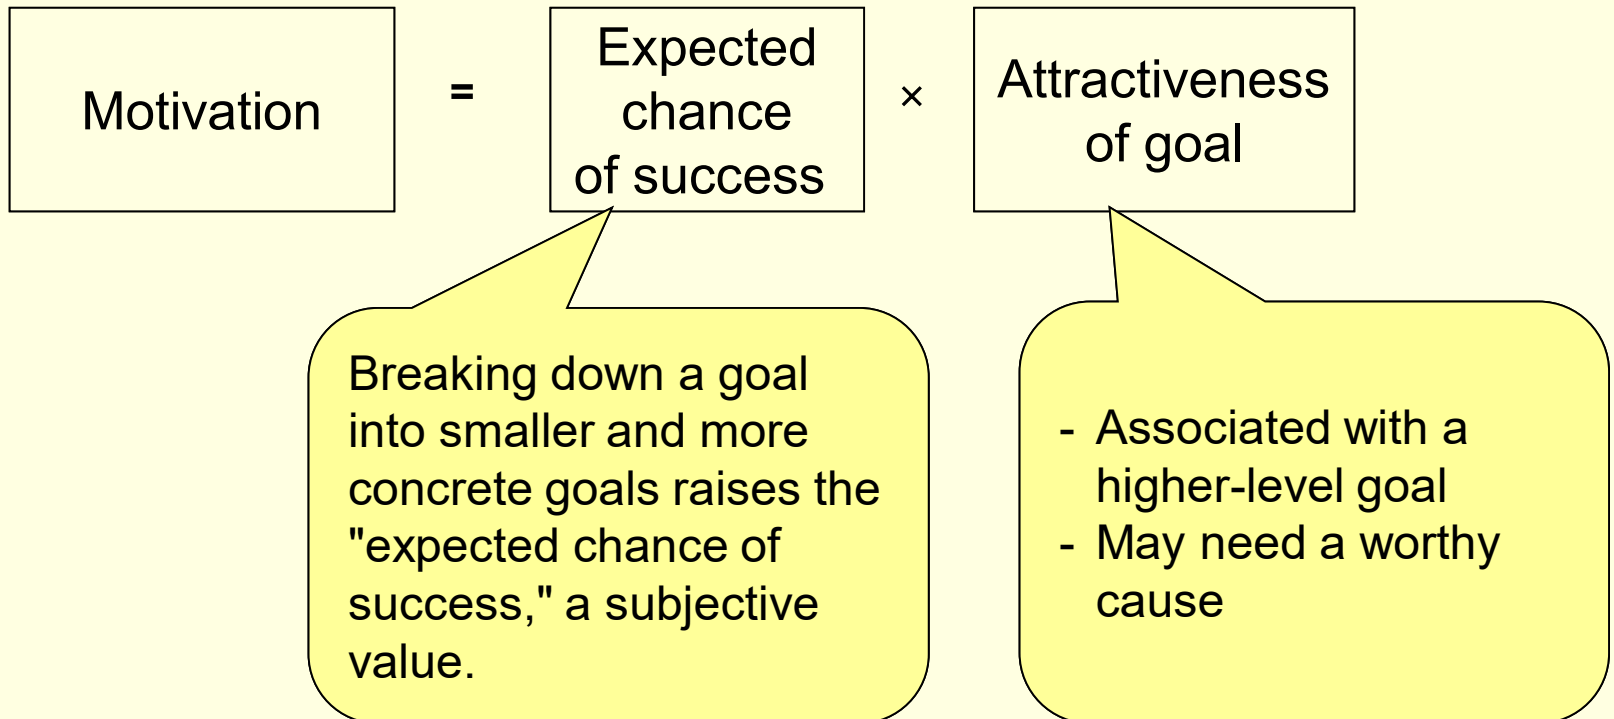 Motivation
=
Expected
chance
of success
×
Attractiveness
of goal
Breaking down a goal
into smaller and more
concrete goals raises the
"expected chance of
success," a subjective
value.
- Associated with a
higher-level goal
- May need a worthy
cause